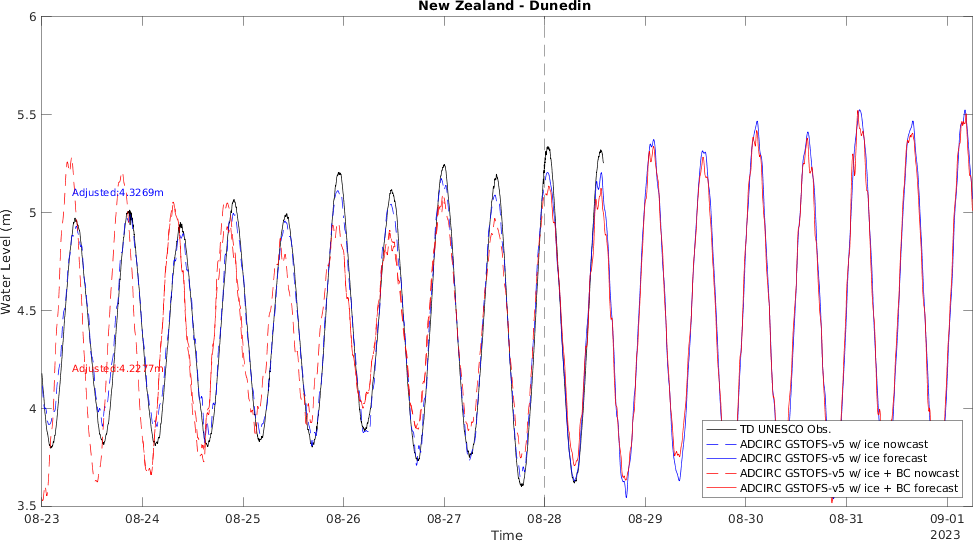 New Zealand - Dunedin
6
5.5
5
4.5
4
3.5
Water Level (m)
Adjusted:4.3269m
Adjusted:4.2277m
TD UNESCO Obs.
ADCIRC GSTOFS-v5 w/ ice nowcast
ADCIRC GSTOFS-v5 w/ ice forecast
ADCIRC GSTOFS-v5 w/ ice + BC nowcast
ADCIRC GSTOFS-v5 w/ ice + BC forecast
08-23 08-24 08-25 08-26 08-27 08-28 08-29 08-30 08-31 09-01
2023
Time